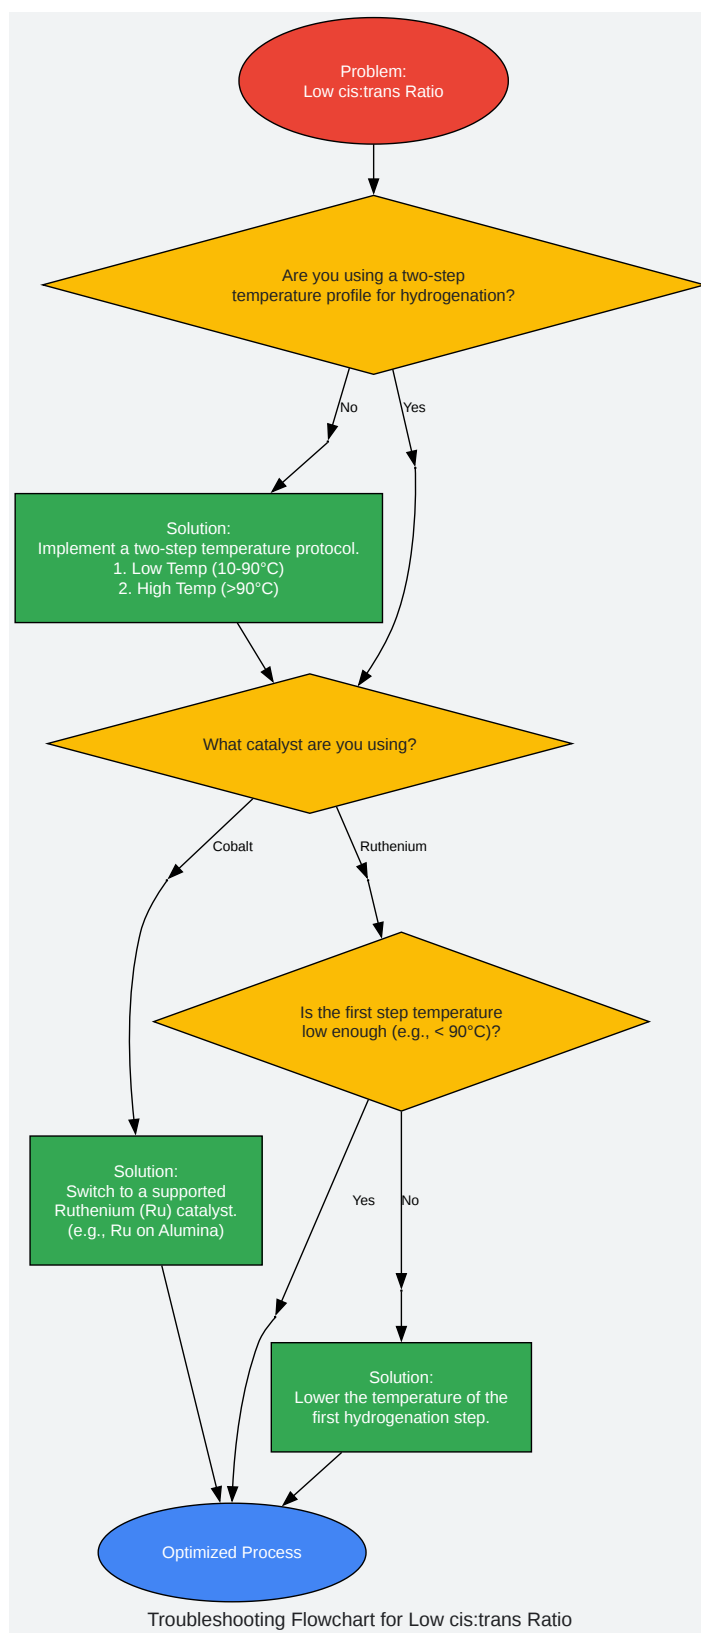 Problem:
Low cis:trans Ratio
Are you using a two-step
temperature profile for hydrogenation?
No
Yes
Solution:
Implement a two-step temperature protocol.
1. Low Temp (10-90°C)
2. High Temp (>90°C)
What catalyst are you using?
Cobalt
Ruthenium
Is the first step temperature
low enough (e.g., < 90°C)?
Solution:
Switch to a supported
Ruthenium (Ru) catalyst.
(e.g., Ru on Alumina)
Yes
No
Solution:
Lower the temperature of the
first hydrogenation step.
Optimized Process
Troubleshooting Flowchart for Low cis:trans Ratio